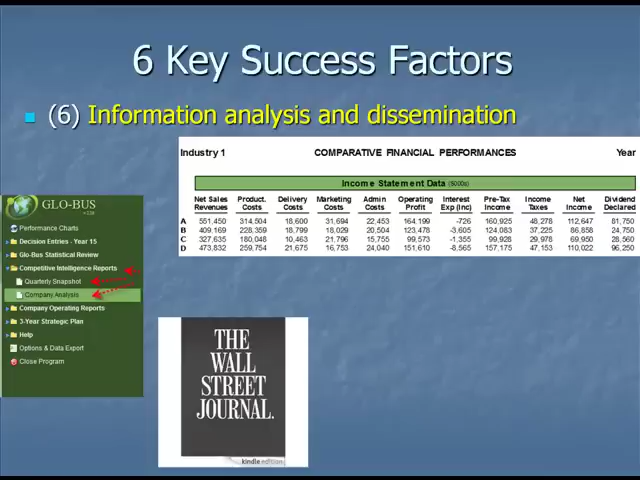 6 Key Success Factors
(6) Information analysis and dissemination
Industry 1 COMPARATIVE FINANCIAL PERFORMANCES Year
Income Statement Data ($000s)
Net Sales Revenues Product. Costs Delivery Costs Marketing Costs Admin Costs Operating Profit Interest Exp (Inc) Pre-Tax Income Income Taxes Net Income Dividend Declared
A 551,450 314,504 18,600 31,694 22,453 164,199 -726 160,925 48,278 112,647 81,750
B 409,169 228,359 18,799 18,029 20,504 123,478 -3,605 124,083 37,225 86,858 24,750
C 327,635 180,048 10,463 21,796 15,755 99,573 -1,355 99,928 29,978 69,950 28,560
D 473,832 259,754 21,675 16,753 24,040 151,610 -8,565 157,175 47,153 110,022 96,250
GLO-BUS
Performance Charts
Decision Entries - Year 15
Glo-Bus Statistical Review
Competitive Intelligence Reports
Quarterly Snapshot
Company Analysis
Company Operating Reports
3-Year Strategic Plan
Help
Options & Data Export
Close Program
THE
WALL
STREET
JOURNAL.
kindle edition